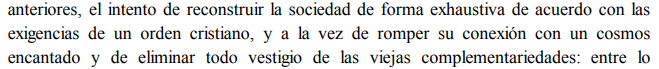 anteriores, el intento de reconstruir la sociedad de forma exhaustiva de acuerdo con las
exigencias de un orden cristiano, y a la vez de romper su conexión con un cosmos
encantado y de eliminar todo vestigio de las viejas complementariedades: entre lo